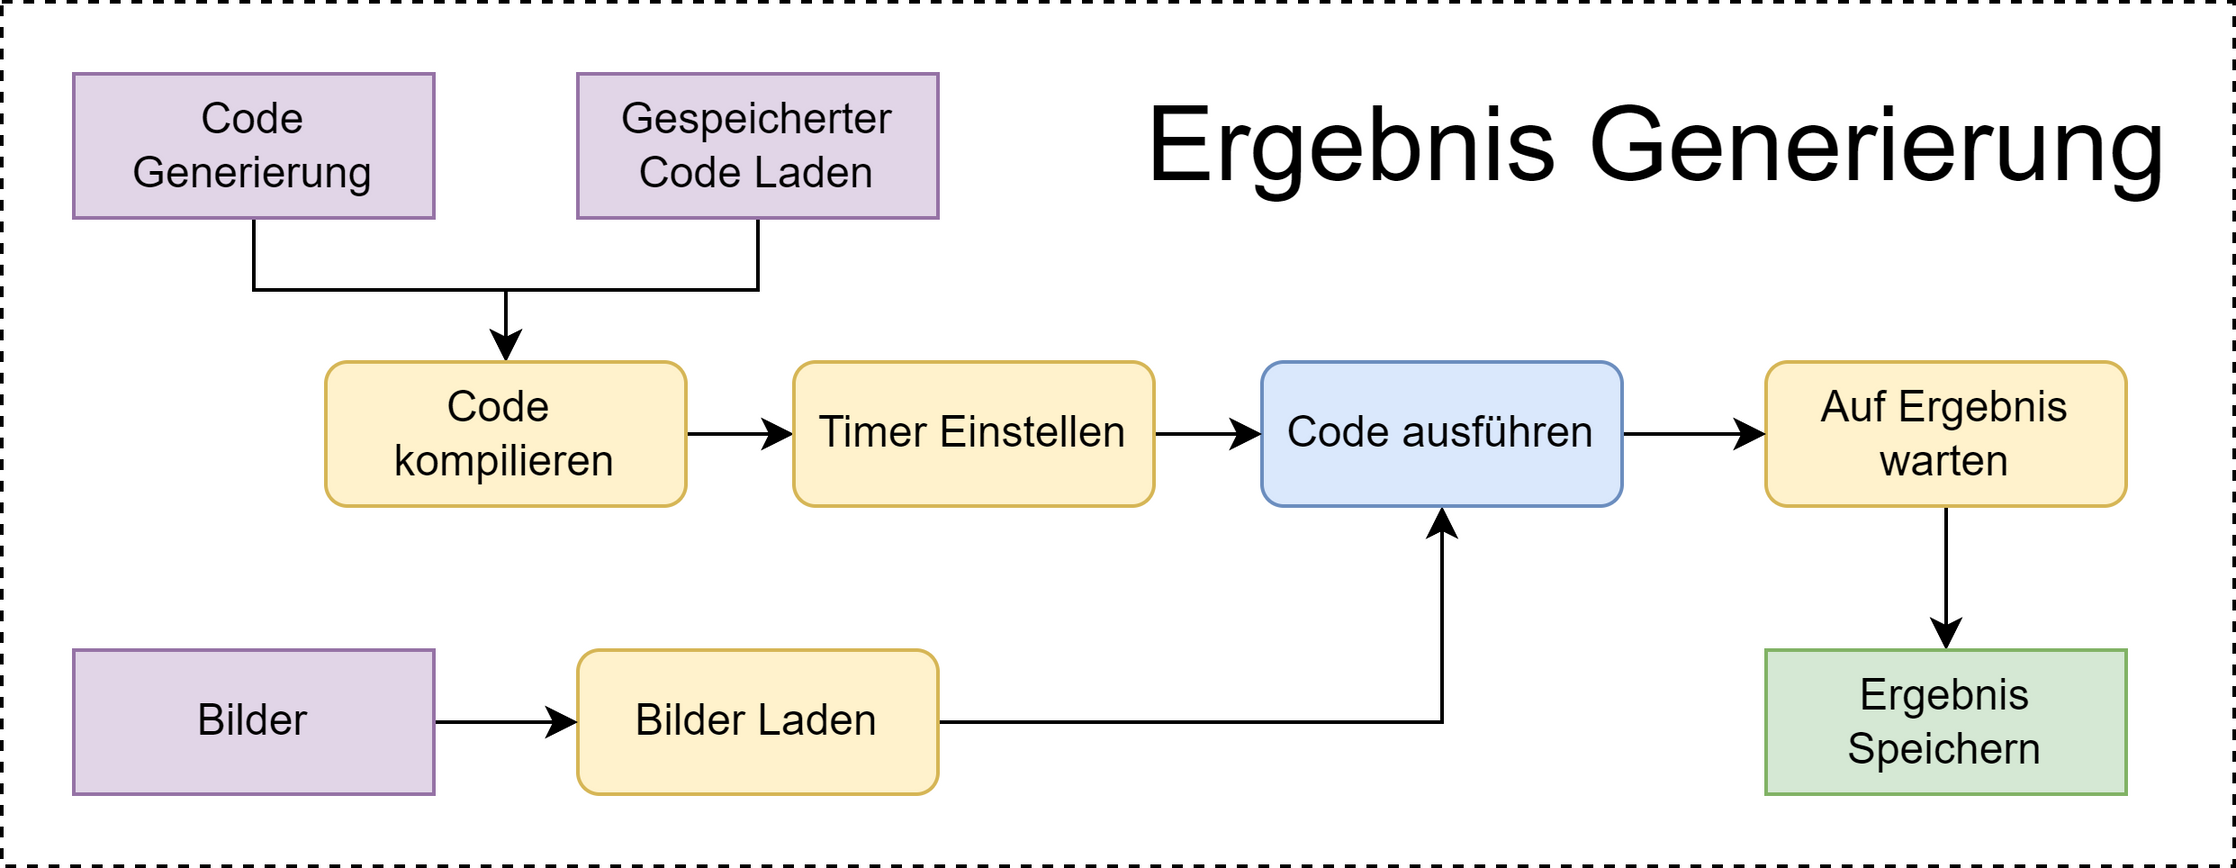 Code
Generierung
Gespeicherter
Code Laden
Ergebnis Generierung
Code
kompilieren
Timer Einstellen
Code ausführen
Auf Ergebnis
warten
Bilder
Bilder Laden
Ergebnis
Speichern